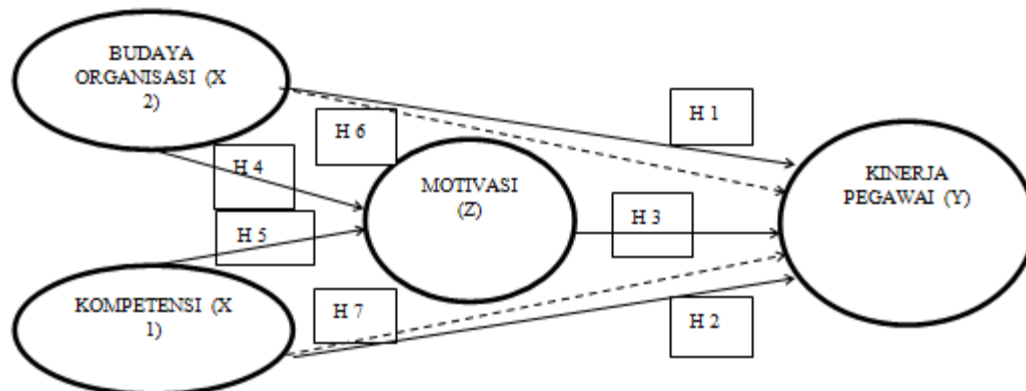 BUDAYA
ORGANISASI (X
2)
H 1
H 6
H 4
MOTIVASI
(Z)
KINERJA
PEGAWAI (Y)
H 3
H 5
KOMPETENSI (X
1)
H 7
H 2